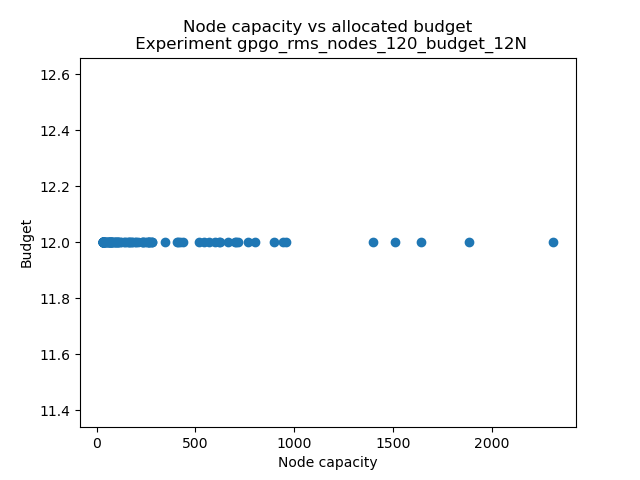 Node capacity vs allocated budget
Experiment gpgo_rms_nodes_120_budget_12N
12.6
12.4
12.2
12.0
11.8
11.6
11.4
Budget
0 500 1000 1500 2000
Node capacity